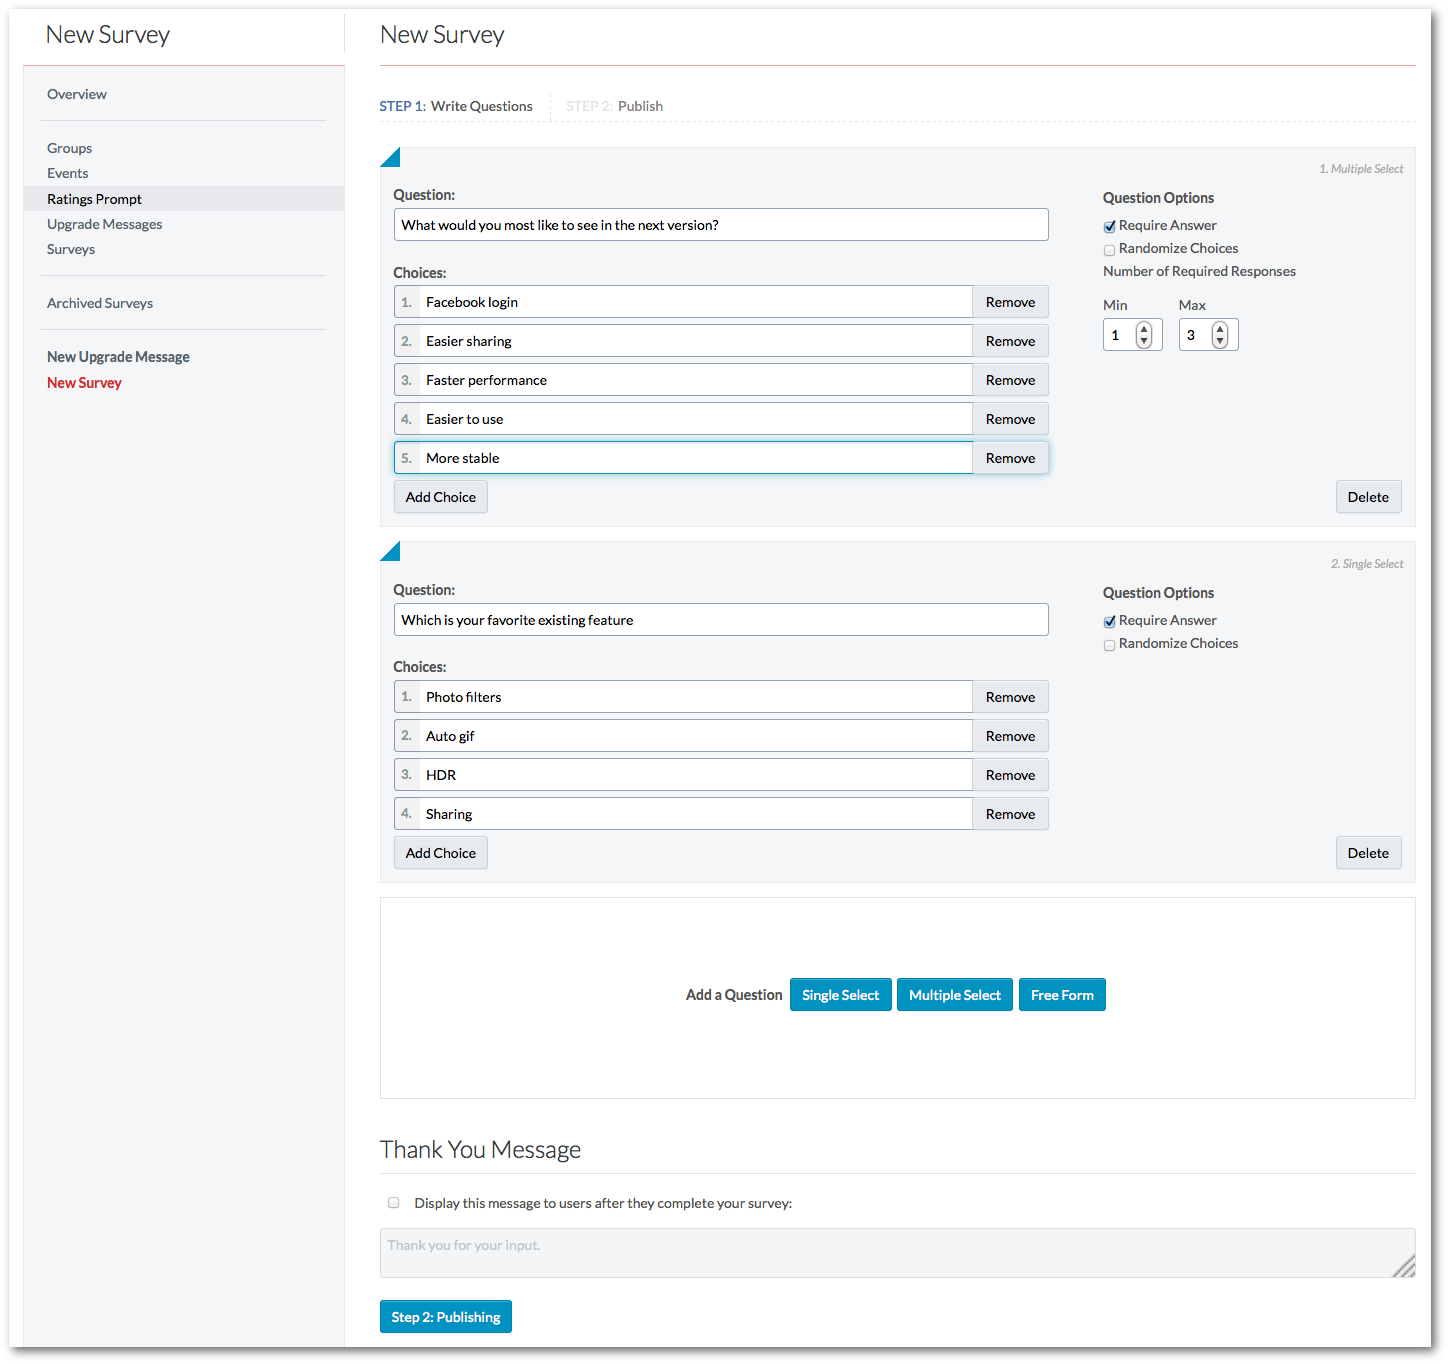 New Survey
Overview
Groups
Events
Ratings Prompt
Upgrade Messages
Surveys
Archived Surveys
New Upgrade Message
New Survey
New Survey
STEP 1: Write Questions
STEP 2: Publish
1. Multiple Select
Question:
What would you most like to see in the next version?
Choices:
1. Facebook login Remove
2. Easier sharing Remove
3. Faster performance Remove
4. Easier to use Remove
5. More stable Remove
Add Choice
Question Options
Require Answer
Randomize Choices
Number of Required Responses
Min Max
1 3
Delete
2. Single Select
Question:
Which is your favorite existing feature
Choices:
1. Photo filters Remove
2. Auto gif Remove
3. HDR Remove
4. Sharing Remove
Add Choice
Question Options
Require Answer
Randomize Choices
Delete
Add a Question Single Select Multiple Select Free Form
Thank You Message
Display this message to users after they complete your survey:
Thank you for your input.
Step 2: Publishing